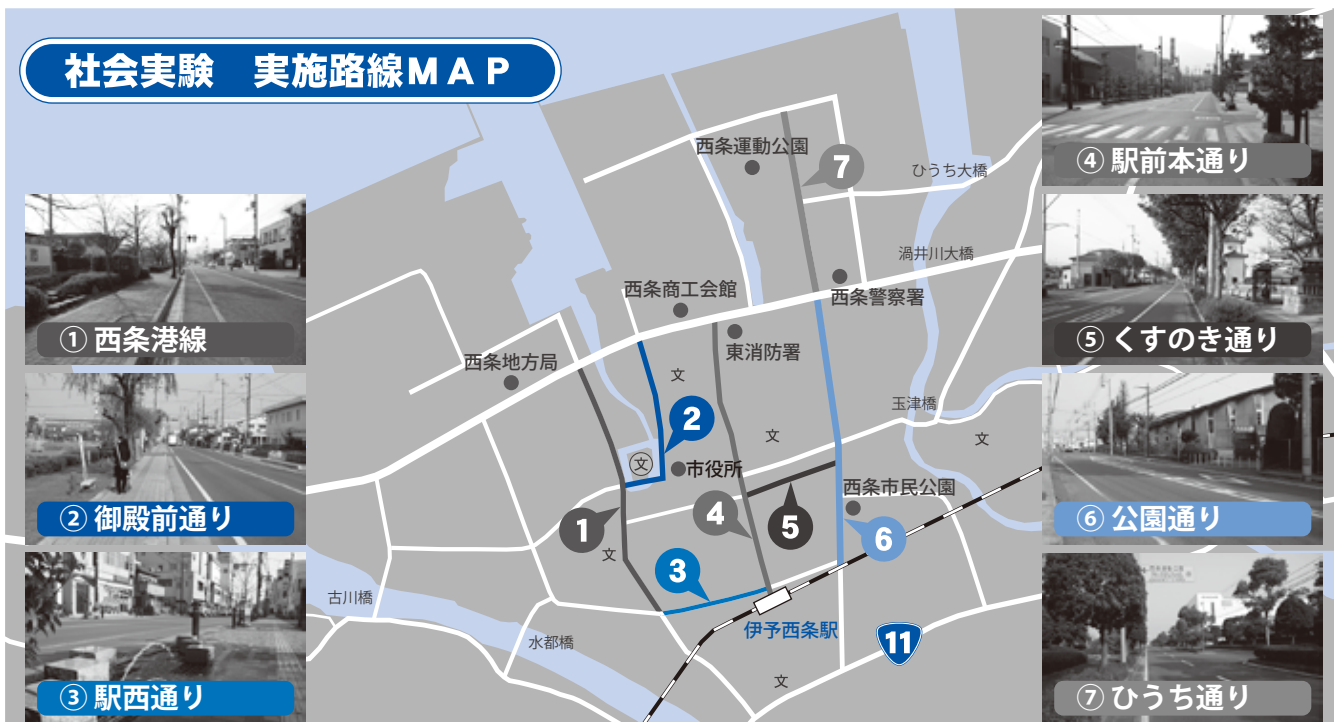 社会実験 実施路線MAP
① 西条港線
② 御殿前通り
③ 駅西通り
④ 駅前本通り
⑤ くすのき通り
⑥ 公園通り
⑦ ひうち通り
西条運動公園
7
ひうち大橋
渦井川大橋
西条商工会館
西条警察署
東消防署
西条地方局
文
2
玉津橋
文
文
文
市役所
西条市民公園
1
4
5
6
文
3
古川橋
水都橋
伊予西条駅
11
文